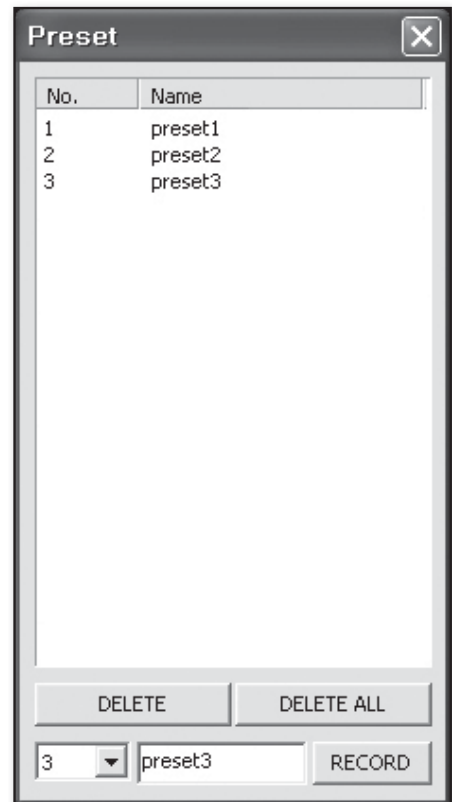 Preset
No. Name
1 preset1
2 preset2
3 preset3
DELETE DELETE ALL
3 preset3 RECORD